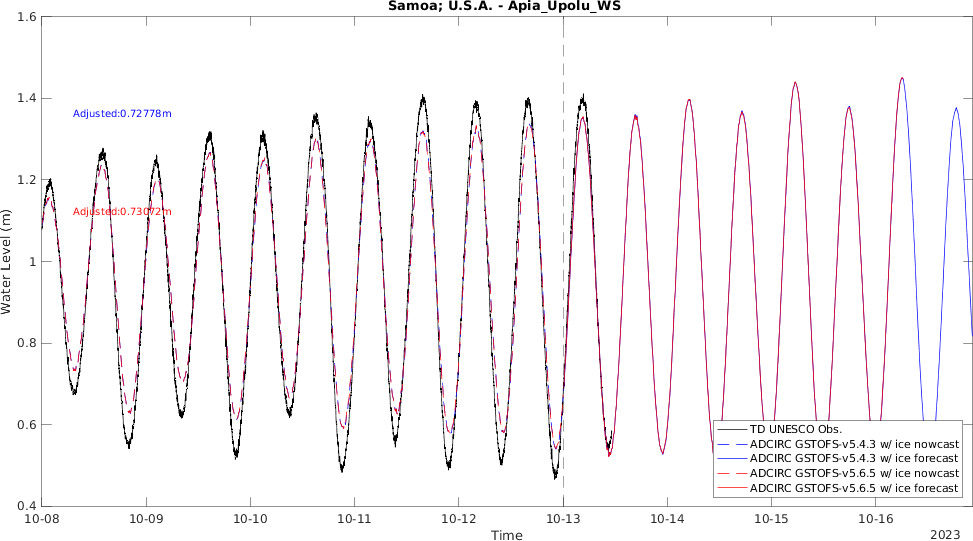 Samoa; U.S.A. - Apia_Upolu_WS
1.6
1.4
1.2
1
0.8
0.6
0.4
Water Level (m)
Adjusted:0.72778m
Adjusted:0.73072m
TD UNESCO Obs.
ADCIRC GSTOFS-v5.4.3 w/ ice nowcast
ADCIRC GSTOFS-v5.4.3 w/ ice forecast
ADCIRC GSTOFS-v5.6.5 w/ ice nowcast
ADCIRC GSTOFS-v5.6.5 w/ ice forecast
10-08 10-09 10-10 10-11 10-12 10-13 10-14 10-15 10-16
Time
2023